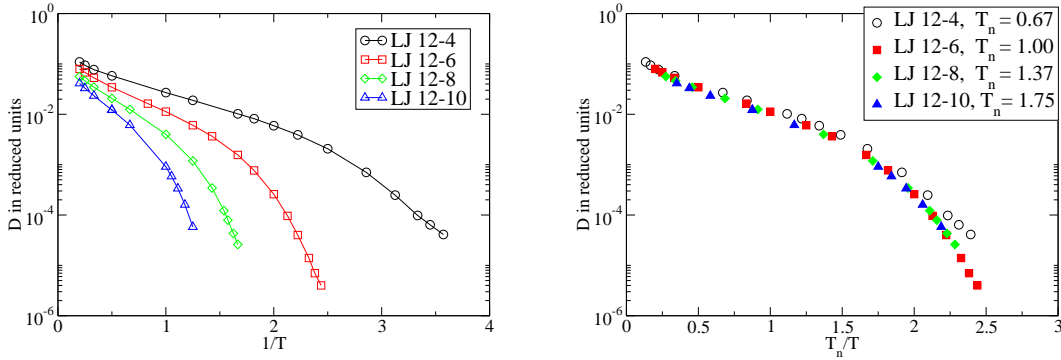 10^0
10^-2
10^-4
10^-6
D in reduced units
0 1 2 3 4
1/T
LJ 12-4
LJ 12-6
LJ 12-8
LJ 12-10
10^0
10^-2
10^-4
10^-6
D in reduced units
0 0.5 1 1.5 2 2.5 3
T_n/T
LJ 12-4, T_n = 0.67
LJ 12-6, T_n = 1.00
LJ 12-8, T_n = 1.37
LJ 12-10, T_n = 1.75